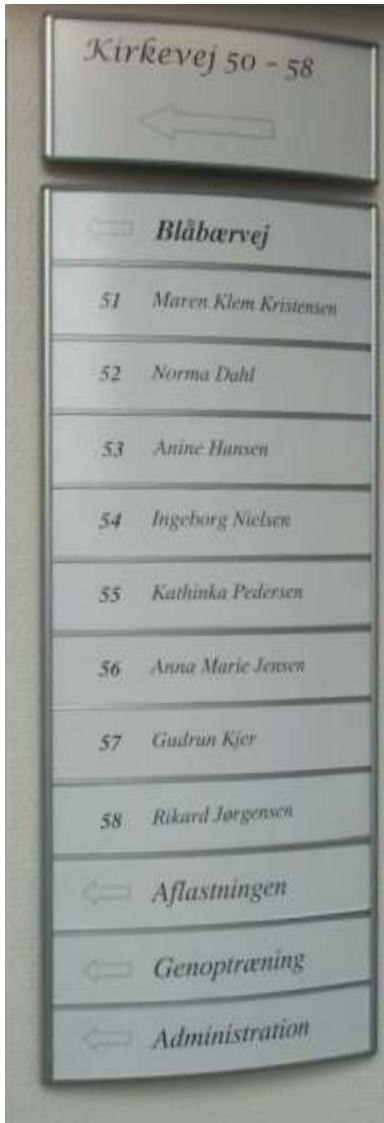 Kirkevej 50 - 58
Blåbærvej
51 Maren Klem Kristensen
52 Norma Dahl
53 Anine Hansen
54 Ingeborg Nielsen
55 Kathinka Pedersen
56 Anna Marie Jensen
57 Gudrun Kjer
58 Rikard Jørgensen
Aflastningen
Genoptræning
Administration